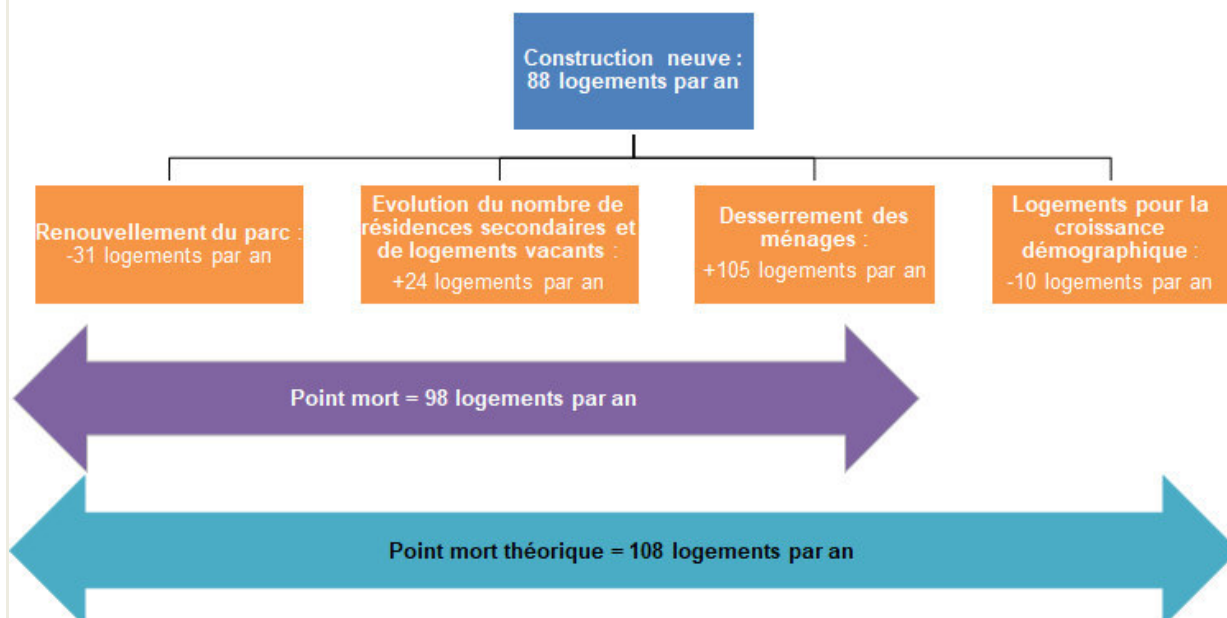 Construction neuve :
88 logements par an
Renouvellement du parc :
-31 logements par an
Evolution du nombre de
résidences secondaires et
de logements vacants :
+24 logements par an
Desserrement des
ménages :
+105 logements par an
Logements pour la
croissance
démographique :
-10 logements par an
Point mort = 98 logements par an
Point mort théorique = 108 logements par an